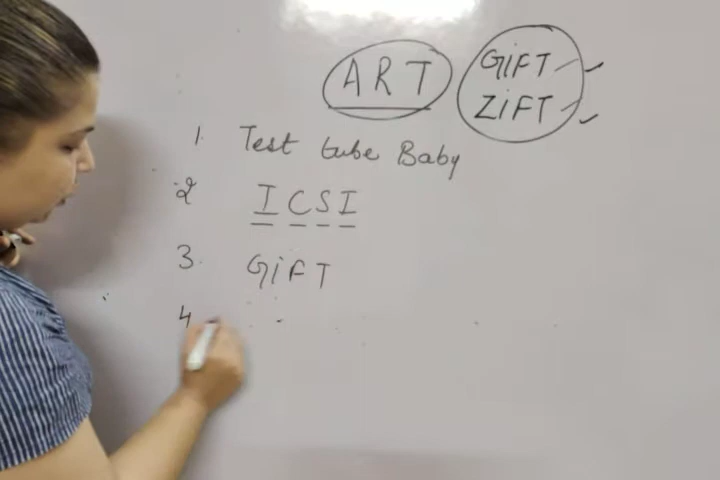 ART
GiFT
ZiFT
1. Test tube Baby
2 ICSI
3. GiFT
4